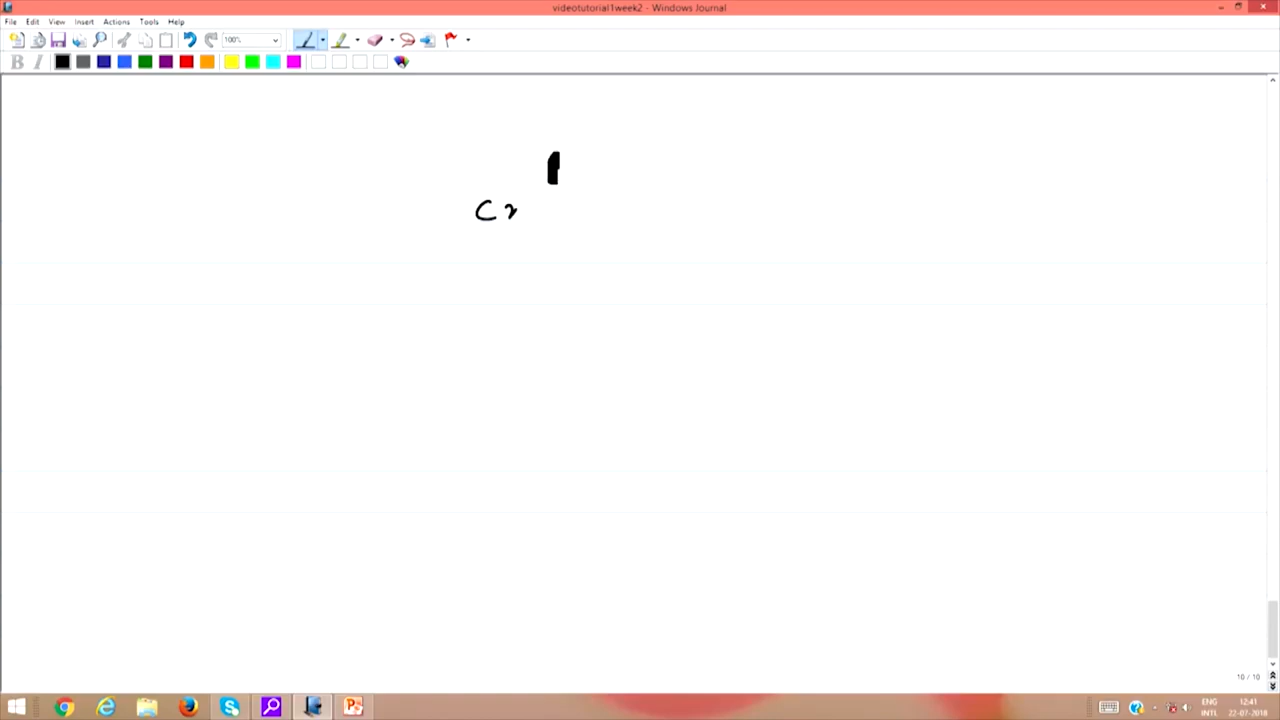 videotutorial1week2 - Windows Journal
File Edit View Insert Actions Tools Help
100%
B I
10 / 10
ENG 12:41
INTL 22-07-2018